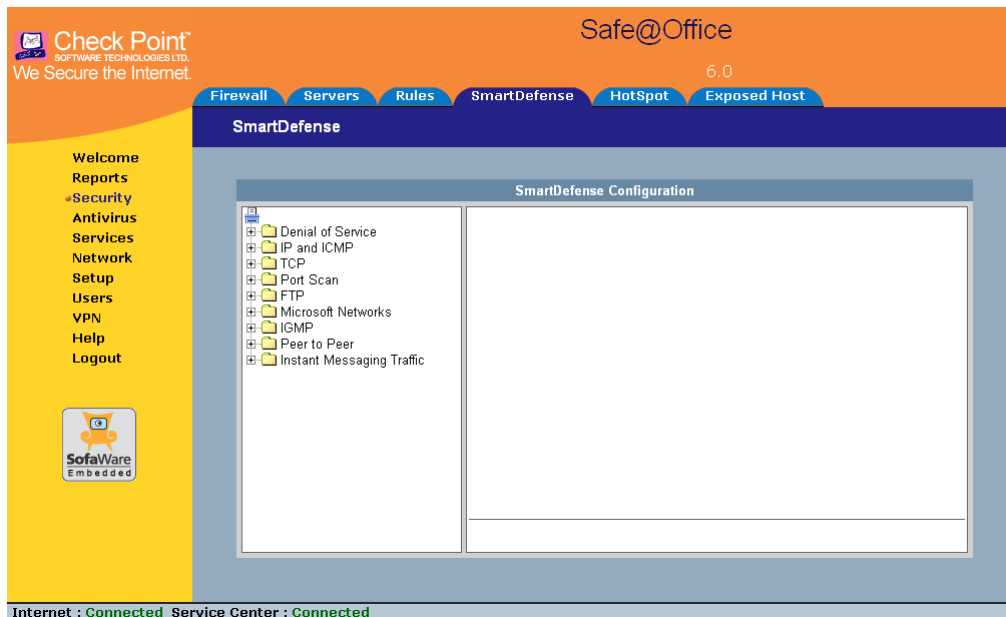 Check Point™
SOFTWARE TECHNOLOGIES LTD.
We Secure the Internet.
Safe@Office
6.0
Firewall Servers Rules SmartDefense HotSpot Exposed Host
SmartDefense
Welcome
Reports
Security
Antivirus
Services
Network
Setup
Users
VPN
Help
Logout
SofaWare
Embedded
SmartDefense Configuration
Denial of Service
IP and ICMP
TCP
Port Scan
FTP
Microsoft Networks
IGMP
Peer to Peer
Instant Messaging Traffic
Internet : Connected Service Center : Connected